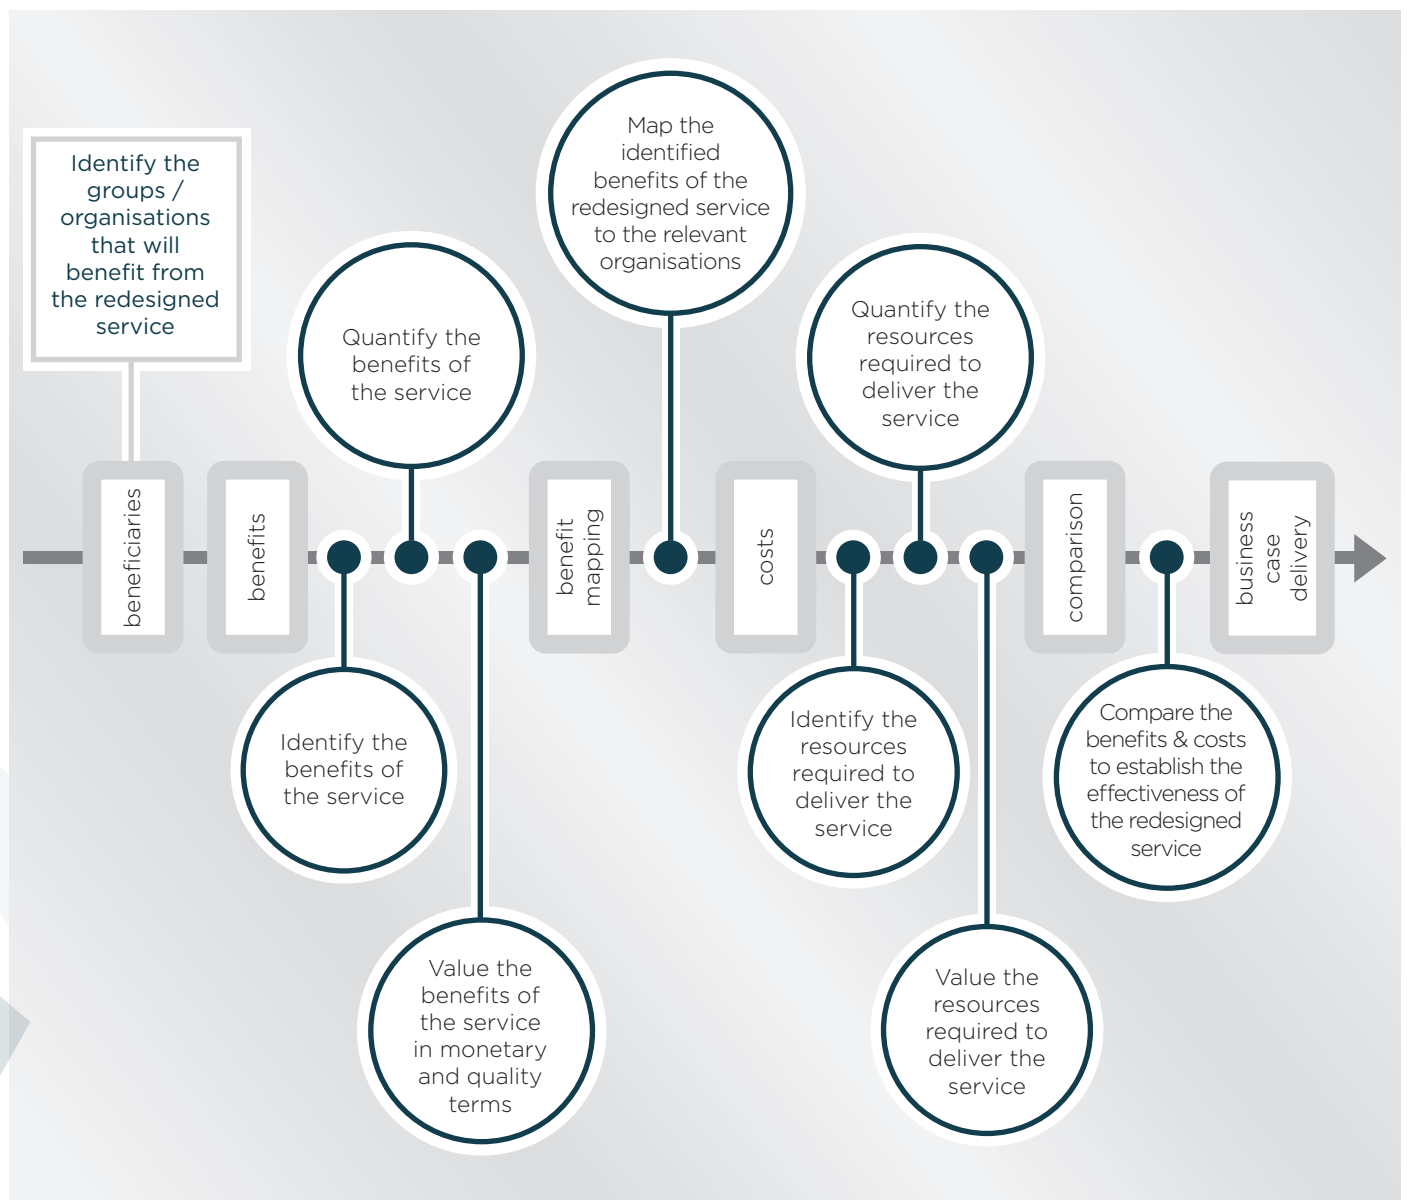 Identify the
groups /
organisations
that will
benefit from
the redesigned
service
beneficiaries
benefits
Identify the
benefits of
the service
Quantify the
benefits of
the service
Value the
benefits of
the service
in monetary
and quality
terms
benefit
mapping
Map the
identified
benefits of the
redesigned service
to the relevant
organisations
costs
Identify the
resources
required to
deliver the
service
Quantify the
resources
required to
deliver the
service
Value the
resources
required to
deliver the
service
comparison
Compare the
benefits & costs
to establish the
effectiveness of
the redesigned
service
business
case
delivery